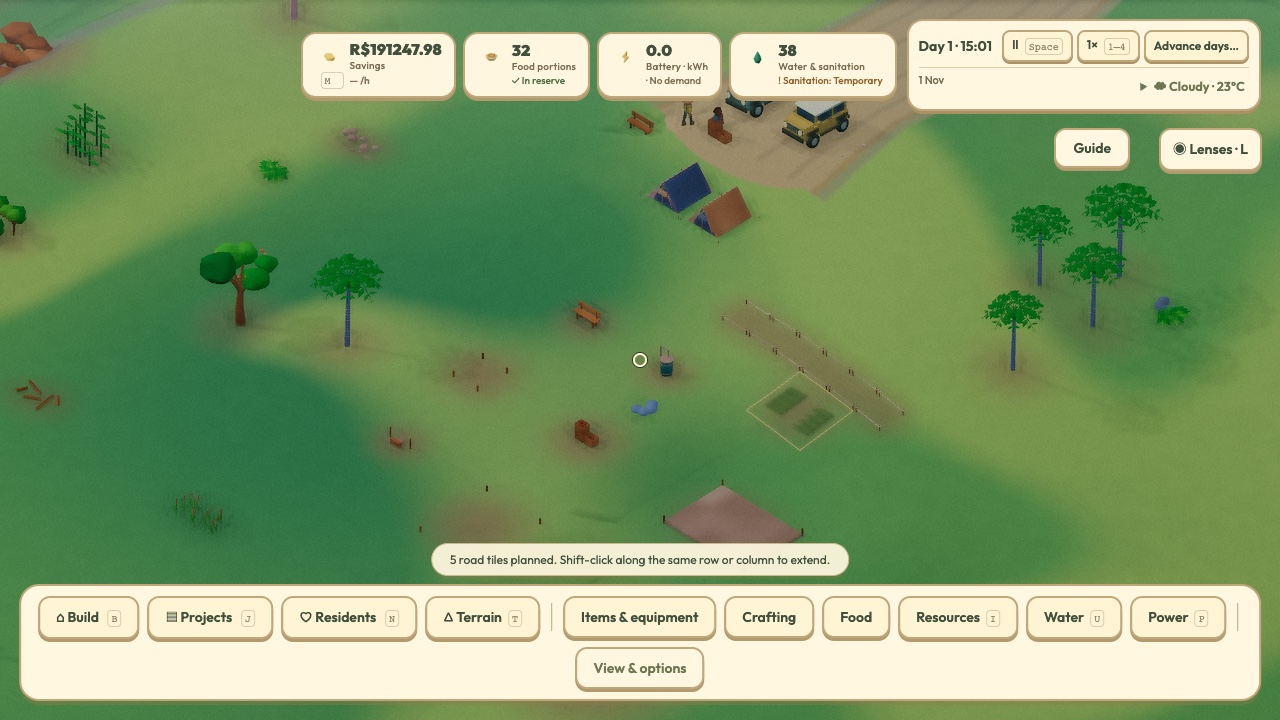 R$191247.98
Savings
M — /h
32
Food portions
✓ In reserve
0.0
Battery · kWh
· No demand
38
Water & sanitation
! Sanitation: Temporary
Day 1 · 15:01
II Space
1× 1–4
Advance days...
1 Nov
▶ Cloudy · 23°C
Guide
◉ Lenses · L
5 road tiles planned. Shift-click along the same row or column to extend.
⌂ Build B
▤ Projects J
♡ Residents N
△ Terrain T
Items & equipment
Crafting
Food
Resources I
Water U
Power P
View & options